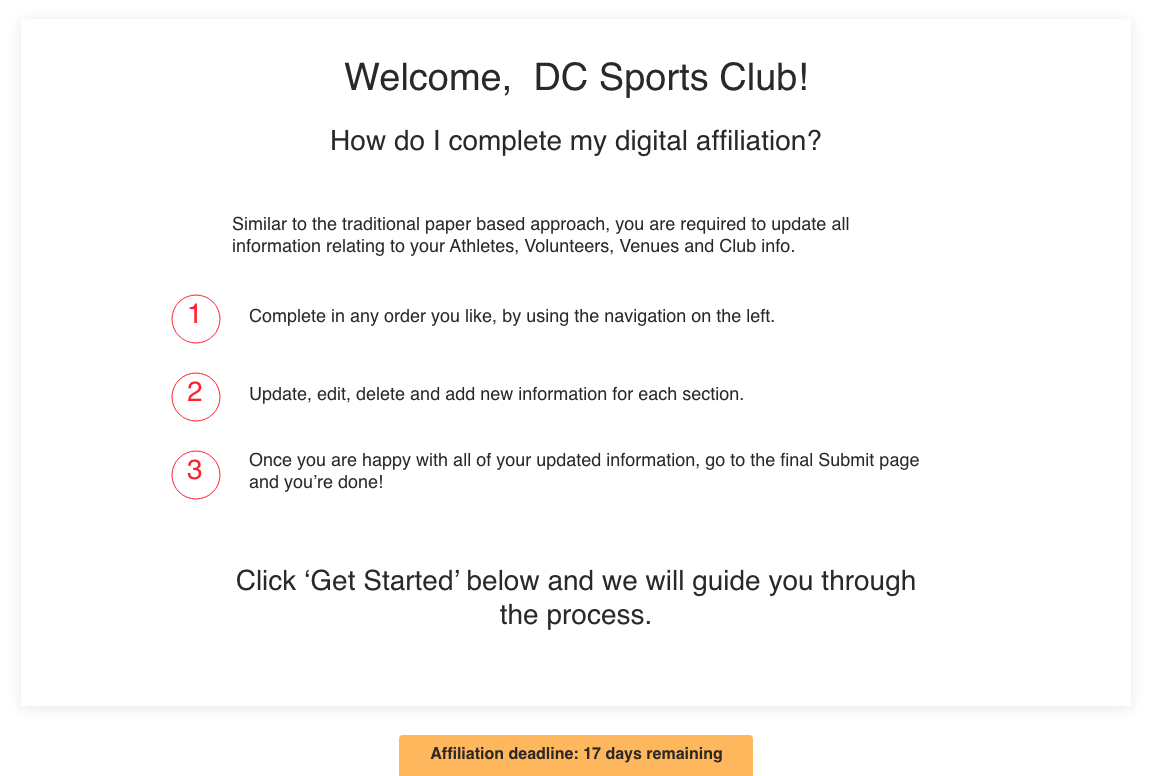 Welcome,  DC Sports Club!
How do I complete my digital affiliation?
Similar to the traditional paper based approach, you are required to update all
information relating to your Athletes, Volunteers, Venues and Club info.
1 Complete in any order you like, by using the navigation on the left.
2 Update, edit, delete and add new information for each section.
3 Once you are happy with all of your updated information, go to the final Submit page
and you’re done!
Click ‘Get Started’ below and we will guide you through
the process.
Affiliation deadline: 17 days remaining